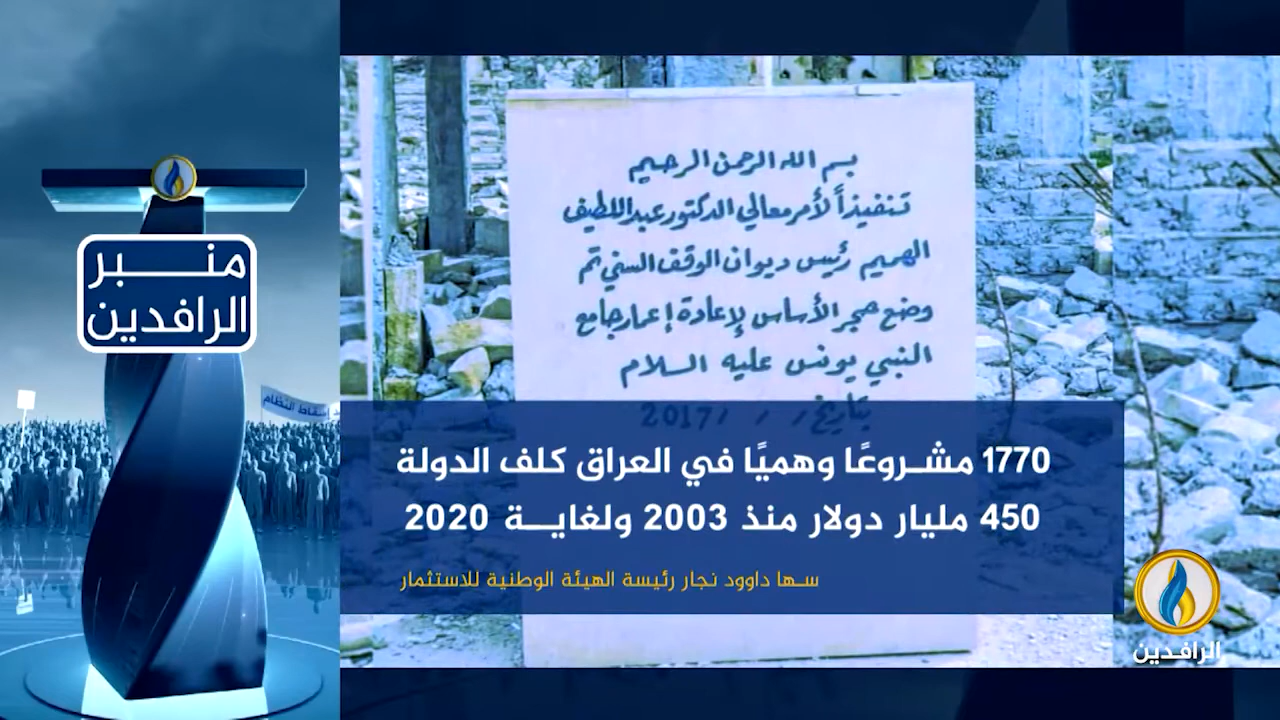 منبر
الرافدين
إسقاط النظام
بسم الله الرحمن الرحيم
تنفيذاً لأمر معالي الدكتور عبد اللطيف
الهميم رئيس ديوان الوقف السني تم
وضع حجر الأساس لإعادة إعمار جامع
النبي يونس عليه السلام
بتاريخ / / /2017
1770 مشروعًا وهميًا في العراق كلف الدولة
450 مليار دولار منذ 2003 ولغاية 2020
سها داوود نجار رئيسة الهيئة الوطنية للاستثمار
الرافدين